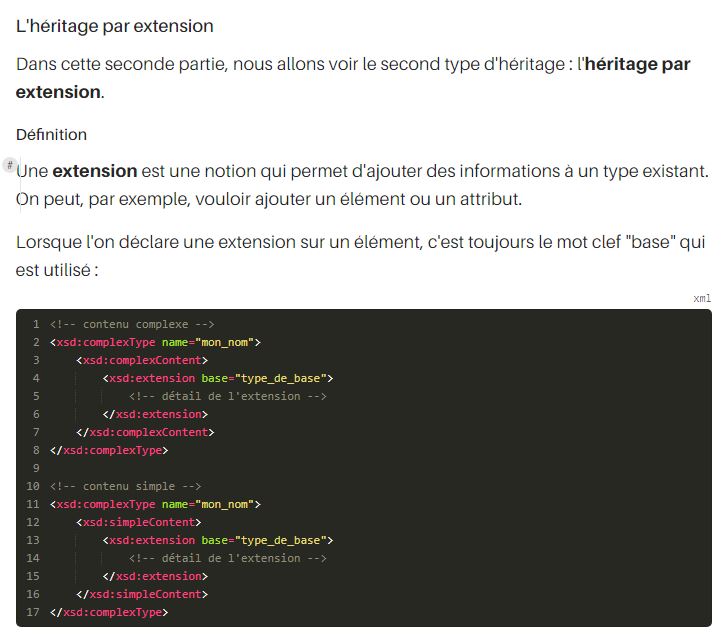 L'héritage par extension
Dans cette seconde partie, nous allons voir le second type d'héritage : l'héritage par
extension.
Définition
#
Une extension est une notion qui permet d'ajouter des informations à un type existant.
On peut, par exemple, vouloir ajouter un élément ou un attribut.
Lorsque l'on déclare une extension sur un élément, c'est toujours le mot clef "base" qui
est utilisé :
xml
1 <!-- contenu complexe -->
2 <xsd:complexType name="mon_nom">
3     <xsd:complexContent>
4         <xsd:extension base="type_de_base">
5             <!-- détail de l'extension -->
6         </xsd:extension>
7     </xsd:complexContent>
8 </xsd:complexType>
9
10 <!-- contenu simple -->
11 <xsd:complexType name="mon_nom">
12     <xsd:simpleContent>
13         <xsd:extension base="type_de_base">
14             <!-- détail de l'extension -->
15         </xsd:extension>
16     </xsd:simpleContent>
17 </xsd:complexType>